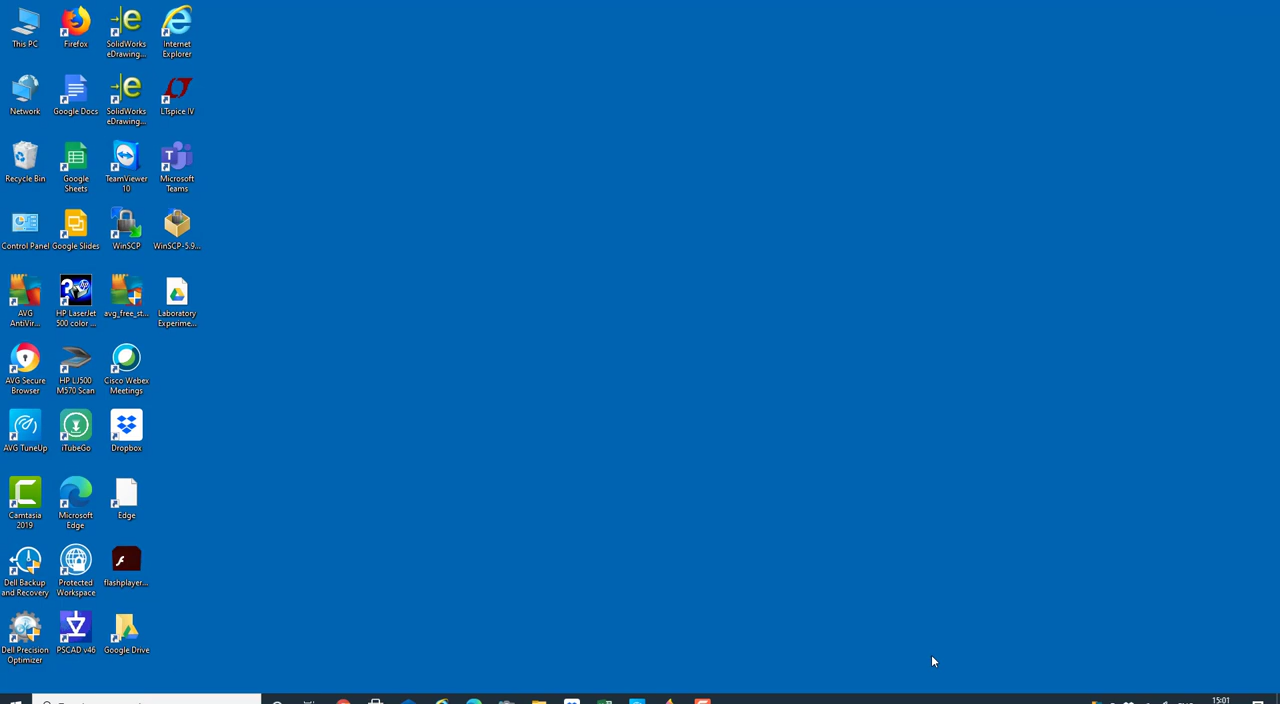 This PC
Firefox
SolidWorks
eDrawing...
Internet
Explorer
Network
Google Docs
SolidWorks
eDrawing...
LTspice IV
Recycle Bin
Google
Sheets
TeamViewer
10
Microsoft
Teams
Control Panel
Google Slides
WinSCP
WinSCP-5.9...
AVG
AntiVir...
HP LaserJet
500 color ...
avg_free_st...
Laboratory
Experime...
AVG Secure
Browser
HP LJ500
M570 Scan
Cisco Webex
Meetings
AVG TuneUp
iTubeGo
Dropbox
Camtasia
2019
Microsoft
Edge
Edge
Dell Backup
and Recovery
Protected
Workspace
flashplayer...
Dell Precision
Optimizer
PSCAD v46
Google Drive
15:01